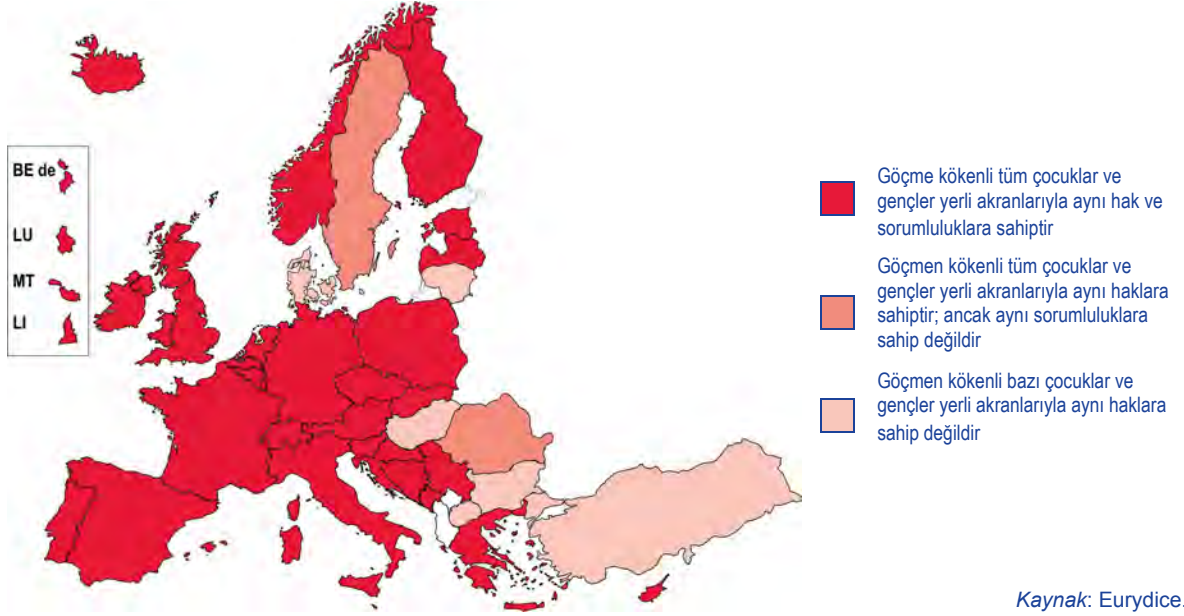 BE de
LU
MT
LI
Göçme kökenli tüm çocuklar ve
gençler yerli akranlarıyla aynı hak ve
sorumluluklara sahiptir
Göçmen kökenli tüm çocuklar ve
gençler yerli akranlarıyla aynı haklara
sahiptir; ancak aynı sorumluluklara
sahip değildir
Göçmen kökenli bazı çocuklar ve
gençler yerli akranlarıyla aynı haklara
sahip değildir
Kaynak: Eurydice.